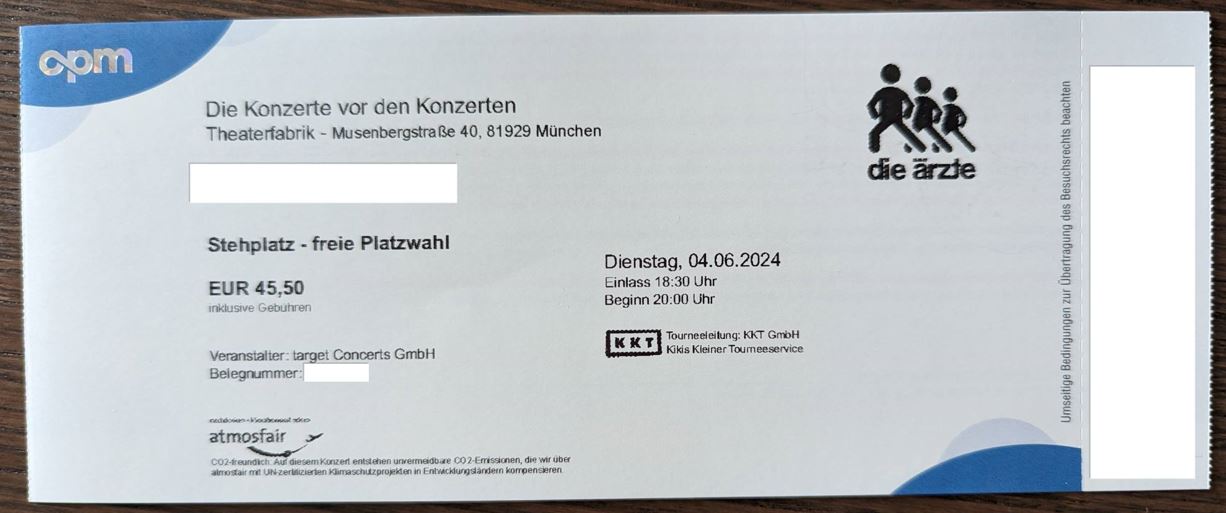 cpm
Die Konzerte vor den Konzerten
Theaterfabrik - Musenbergstraße 40, 81929 München
die ärzte
Stehplatz - freie Platzwahl
EUR 45,50
inklusive Gebühren
Dienstag, 04.06.2024
Einlass 18:30 Uhr
Beginn 20:00 Uhr
KKT
Tourneeleitung: KKT GmbH
Kikis Kleiner Tourneeservice
Veranstalter: target Concerts GmbH
Belegnummer:
atmosfair
CO2-freundlich: Auf diesem Konzert entstehen unvermeidbare CO2-Emissionen, die wir über
atmosfair mit UN-zertifizierten Klimaschutzprojekten in Entwicklungsländern kompensieren.
Umseitige Bedingungen zur Übertragung des Besuchsrechts beachten